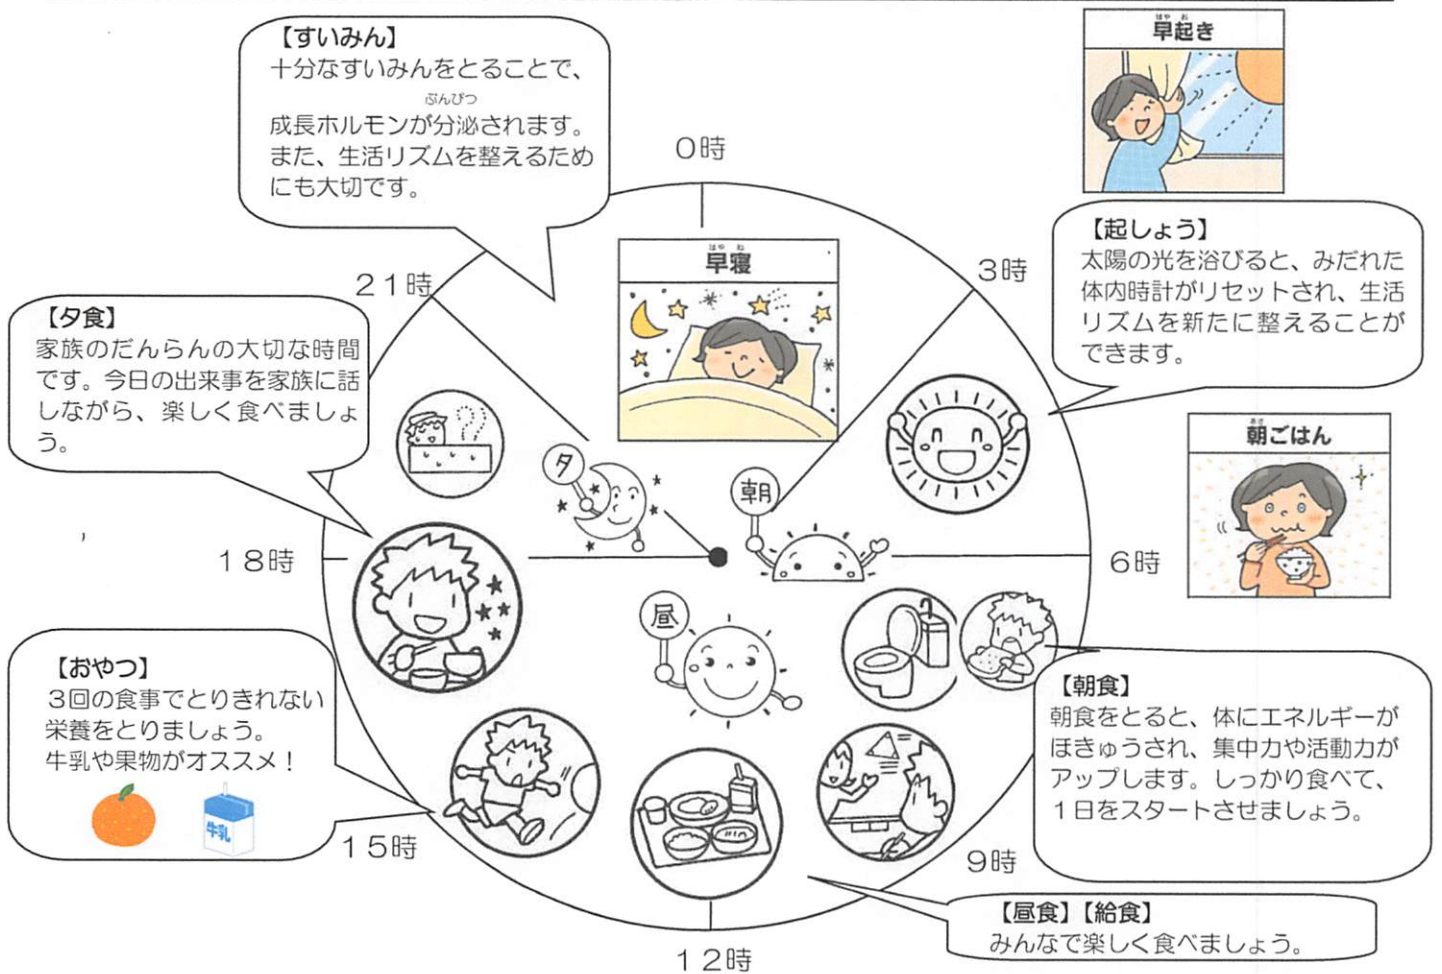 【すいみん】
十分なすいみんをとることで、
ぶんぴつ
成長ホルモンが分泌されます。
また、生活リズムを整えるため
にも大切です。
はや お
早起き
0時
【起しょう】
太陽の光を浴びると、みだれた
体内時計がリセットされ、生活
リズムを新たに整えることが
できます。
3時
はや ね
早寝
21時
【夕食】
家族のだんらんの大切な時間
です。今日の出来事を家族に話
しながら、楽しく食べましょ
う。
あさ
朝ごはん
夕
朝
18時
6時
昼
【おやつ】
3回の食事でとりきれない
栄養をとりましょう。
牛乳や果物がオススメ！
牛乳
【朝食】
朝食をとると、体にエネルギーが
ほきゅうされ、集中力や活動力が
アップします。しっかり食べて、
1日をスタートさせましょう。
15時
9時
【昼食】【給食】
みんなで楽しく食べましょう。
12時